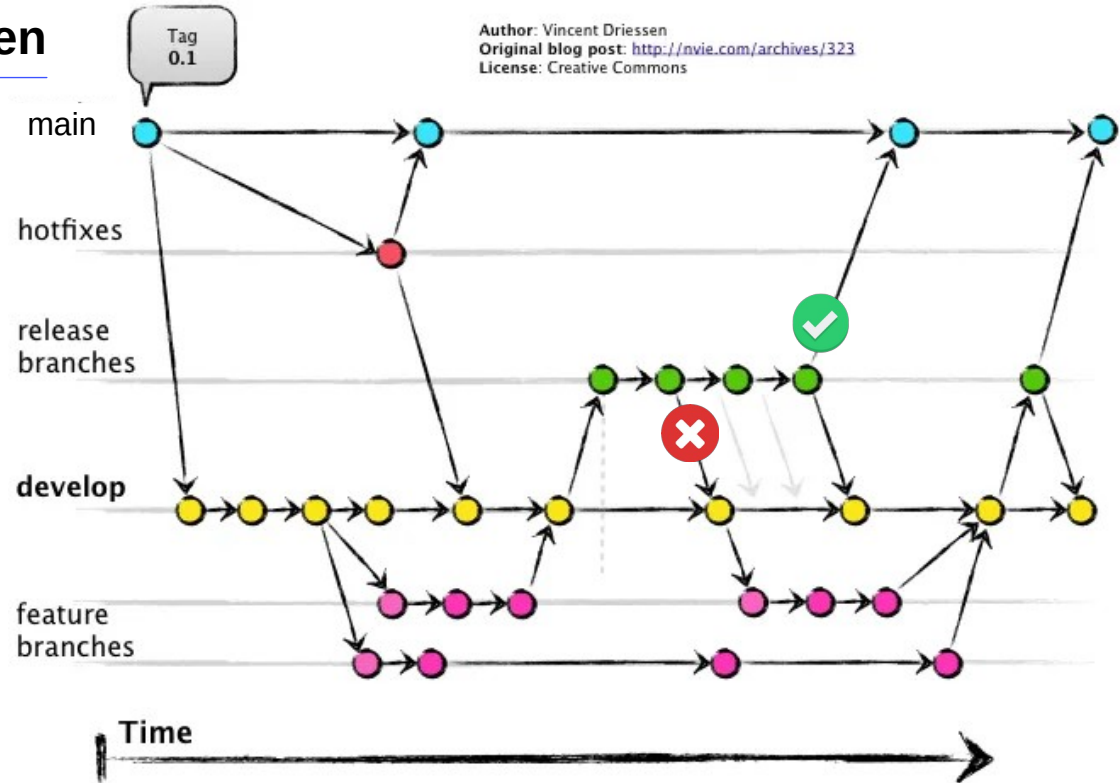 en
Tag
0.1
Author: Vincent Driessen
Original blog post: http://nvie.com/archives/323
License: Creative Commons
main
hotfixes
release
branches
develop
feature
branches
Time